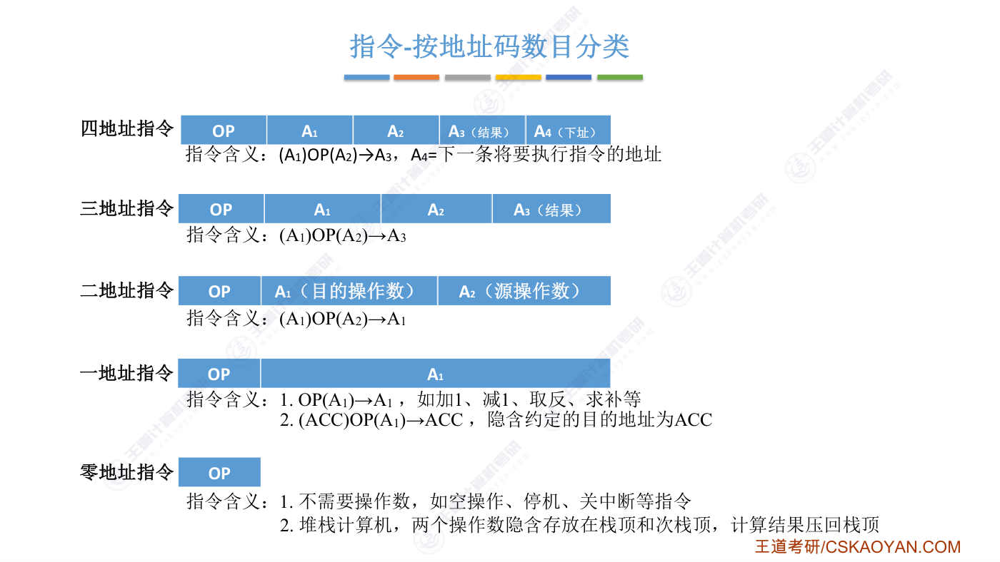 指令-按地址码数目分类
四地址指令 OP A1 A2 A3（结果） A4（下址）
指令含义：(A1)OP(A2)→A3，A4=下一条将要执行指令的地址
三地址指令 OP A1 A2 A3（结果）
指令含义：(A1)OP(A2)→A3
二地址指令 OP A1（目的操作数） A2（源操作数）
指令含义：(A1)OP(A2)→A1
一地址指令 OP A1
指令含义：1. OP(A1)→A1 ，如加1、减1、取反、求补等
2. (ACC)OP(A1)→ACC ，隐含约定的目的地址为ACC
零地址指令 OP
指令含义：1. 不需要操作数，如空操作、停机、关中断等指令
2. 堆栈计算机，两个操作数隐含存放在栈顶和次栈顶，计算结果压回栈顶
王道考研/CSKAOYAN.COM